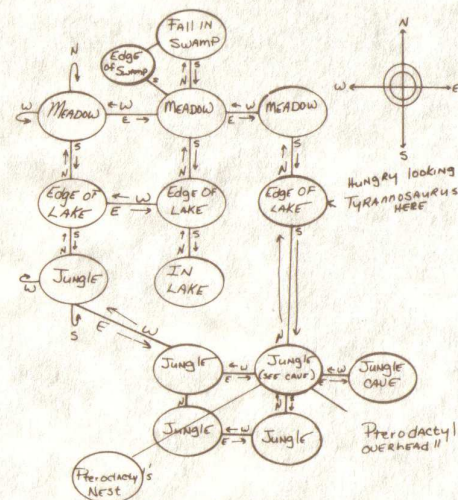 FALL IN
SWAMP
Edge
of Swamp
S
N
S
N
W
MEADOW
W
E
MEADOW
W
E
MEADOW
N
W
E
S
S
N
S
N
S
N
EDGE OF
LAKE
W
E
EDGE OF
LAKE
EDGE OF
LAKE
HUNGRY looking
TYRANNOSAURUS
HERE
S
N
S
N
S
W
JUNGLE
S
IN
LAKE
E
W
N
JUNGLE
W
E
JUNGLE
(SEE CAVE)
W
E
JUNGLE
CAVE
N
JUNGLE
W
E
JUNGLE
Pterodactyl
OVERHEAD!!
Pterodactyl's
NEST